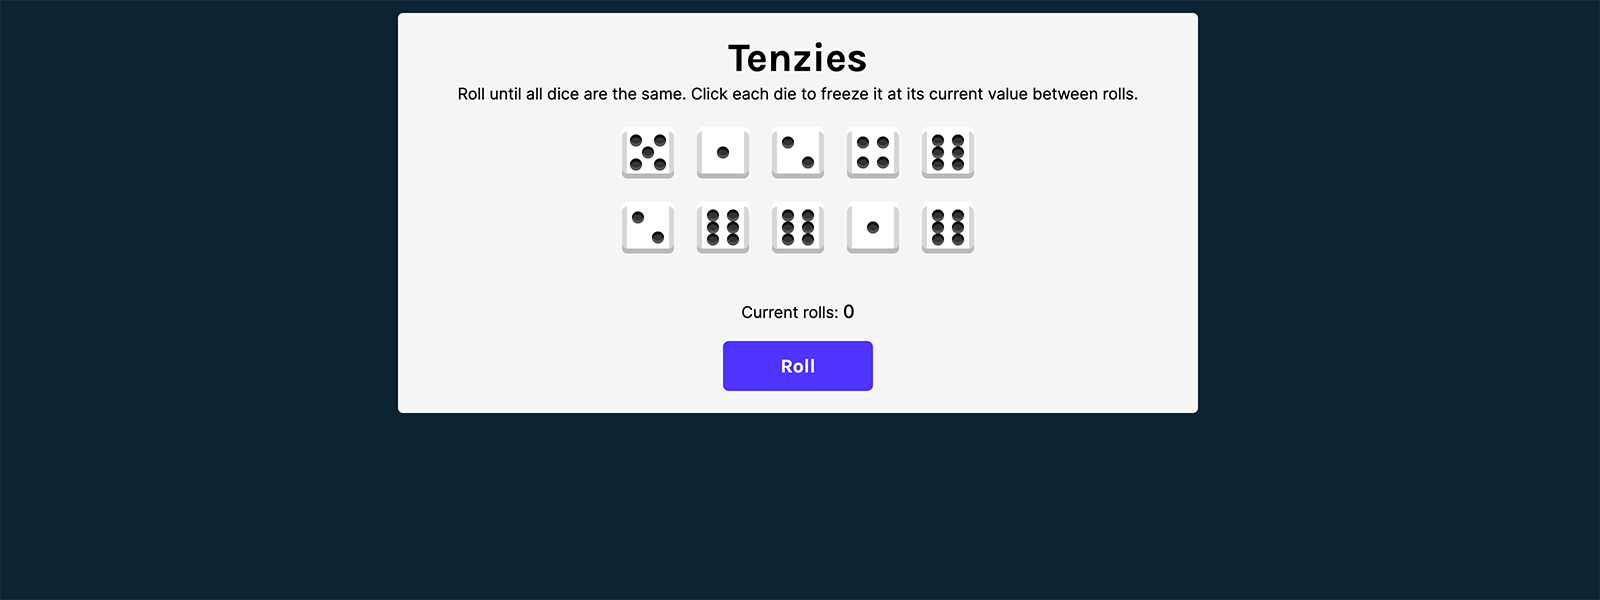 Tenzies
Roll until all dice are the same. Click each die to freeze it at its current value between rolls.
Current rolls: 0
Roll